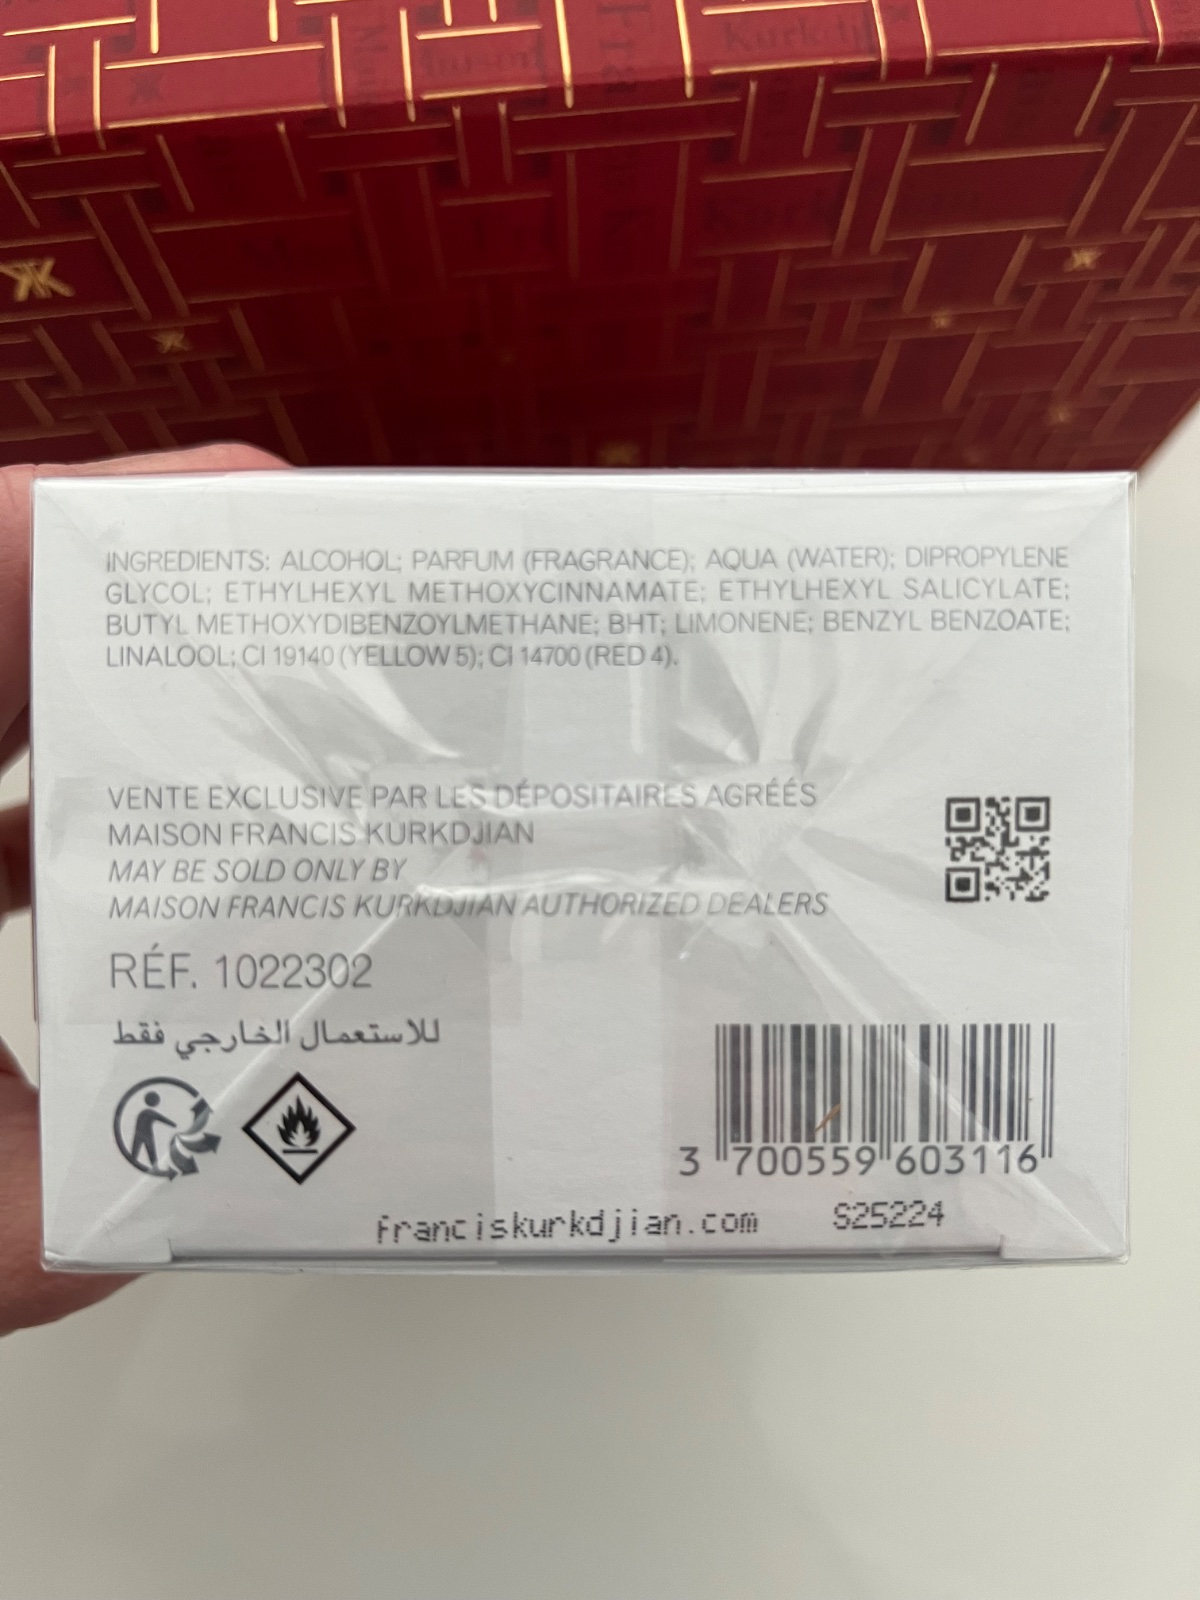 Kurkdjian
INGREDIENTS: ALCOHOL; PARFUM (FRAGRANCE); AQUA (WATER); DIPROPYLENE
GLYCOL; ETHYLHEXYL METHOXYCINNAMATE; ETHYLHEXYL SALICYLATE;
BUTYL METHOXYDIBENZOYLMETHANE; BHT; LIMONENE; BENZYL BENZOATE;
LINALOOL; CI 19140 (YELLOW 5); CI 14700 (RED 4).
VENTE EXCLUSIVE PAR LES DÉPOSITAIRES AGRÉÉS
MAISON FRANCIS KURKDJIAN
MAY BE SOLD ONLY BY
MAISON FRANCIS KURKDJIAN AUTHORIZED DEALERS
RÉF. 1022302
للاستعمال الخارجي فقط
3 700559 603116
franciskurkdjian.com
S25224